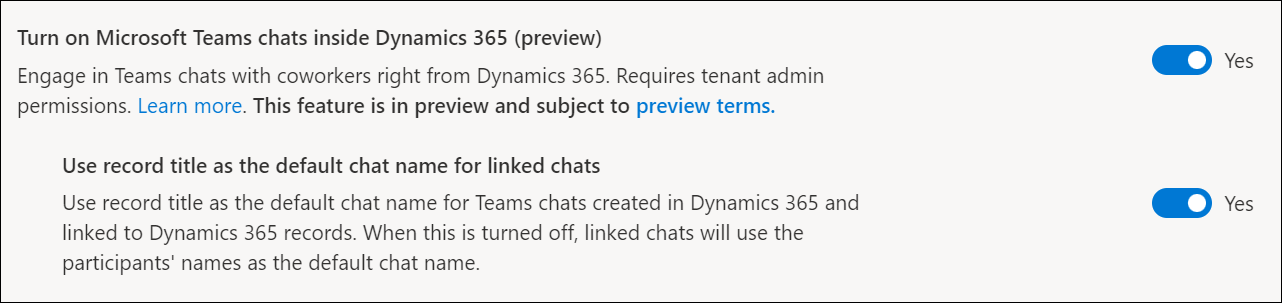 Turn on Microsoft Teams chats inside Dynamics 365 (preview)
Engage in Teams chats with coworkers right from Dynamics 365. Requires tenant admin
permissions. Learn more. This feature is in preview and subject to preview terms.
Yes
Use record title as the default chat name for linked chats
Use record title as the default chat name for Teams chats created in Dynamics 365 and
linked to Dynamics 365 records. When this is turned off, linked chats will use the
participants' names as the default chat name.
Yes